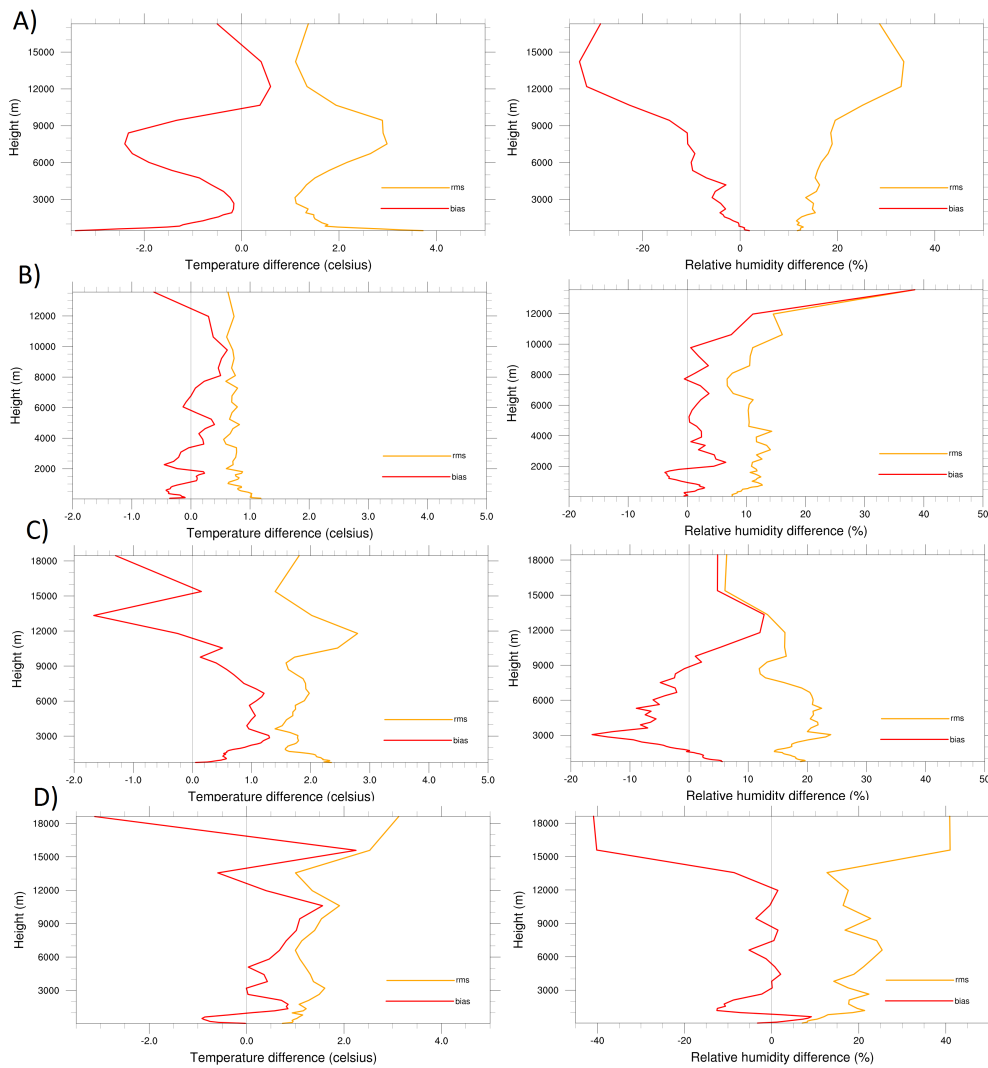 A)
15000
12000
9000
6000
3000
Height (m)
rms
bias
-2.0 0.0 2.0 4.0
Temperature difference (celsius)
15000
12000
9000
6000
3000
Height (m)
rms
bias
-20 0 20 40
Relative humidity difference (%)
B)
12000
10000
8000
6000
4000
2000
Height (m)
rms
bias
-2.0 -1.0 0.0 1.0 2.0 3.0 4.0 5.0
Temperature difference (celsius)
12000
10000
8000
6000
4000
2000
Height (m)
rms
bias
-20 -10 0 10 20 30 40 50
Relative humidity difference (%)
C)
18000
15000
12000
9000
6000
3000
Height (m)
rms
bias
-2.0 -1.0 0.0 1.0 2.0 3.0 4.0 5.0
Temperature difference (celsius)
18000
15000
12000
9000
6000
3000
Height (m)
rms
bias
-20 -10 0 10 20 30 40 50
Relative humidity difference (%)
D)
18000
15000
12000
9000
6000
3000
Height (m)
rms
bias
-2.0 0.0 2.0 4.0
Temperature difference (celsius)
18000
15000
12000
9000
6000
3000
Height (m)
rms
bias
-40 -20 0 20 40
Relative humidity difference (%)